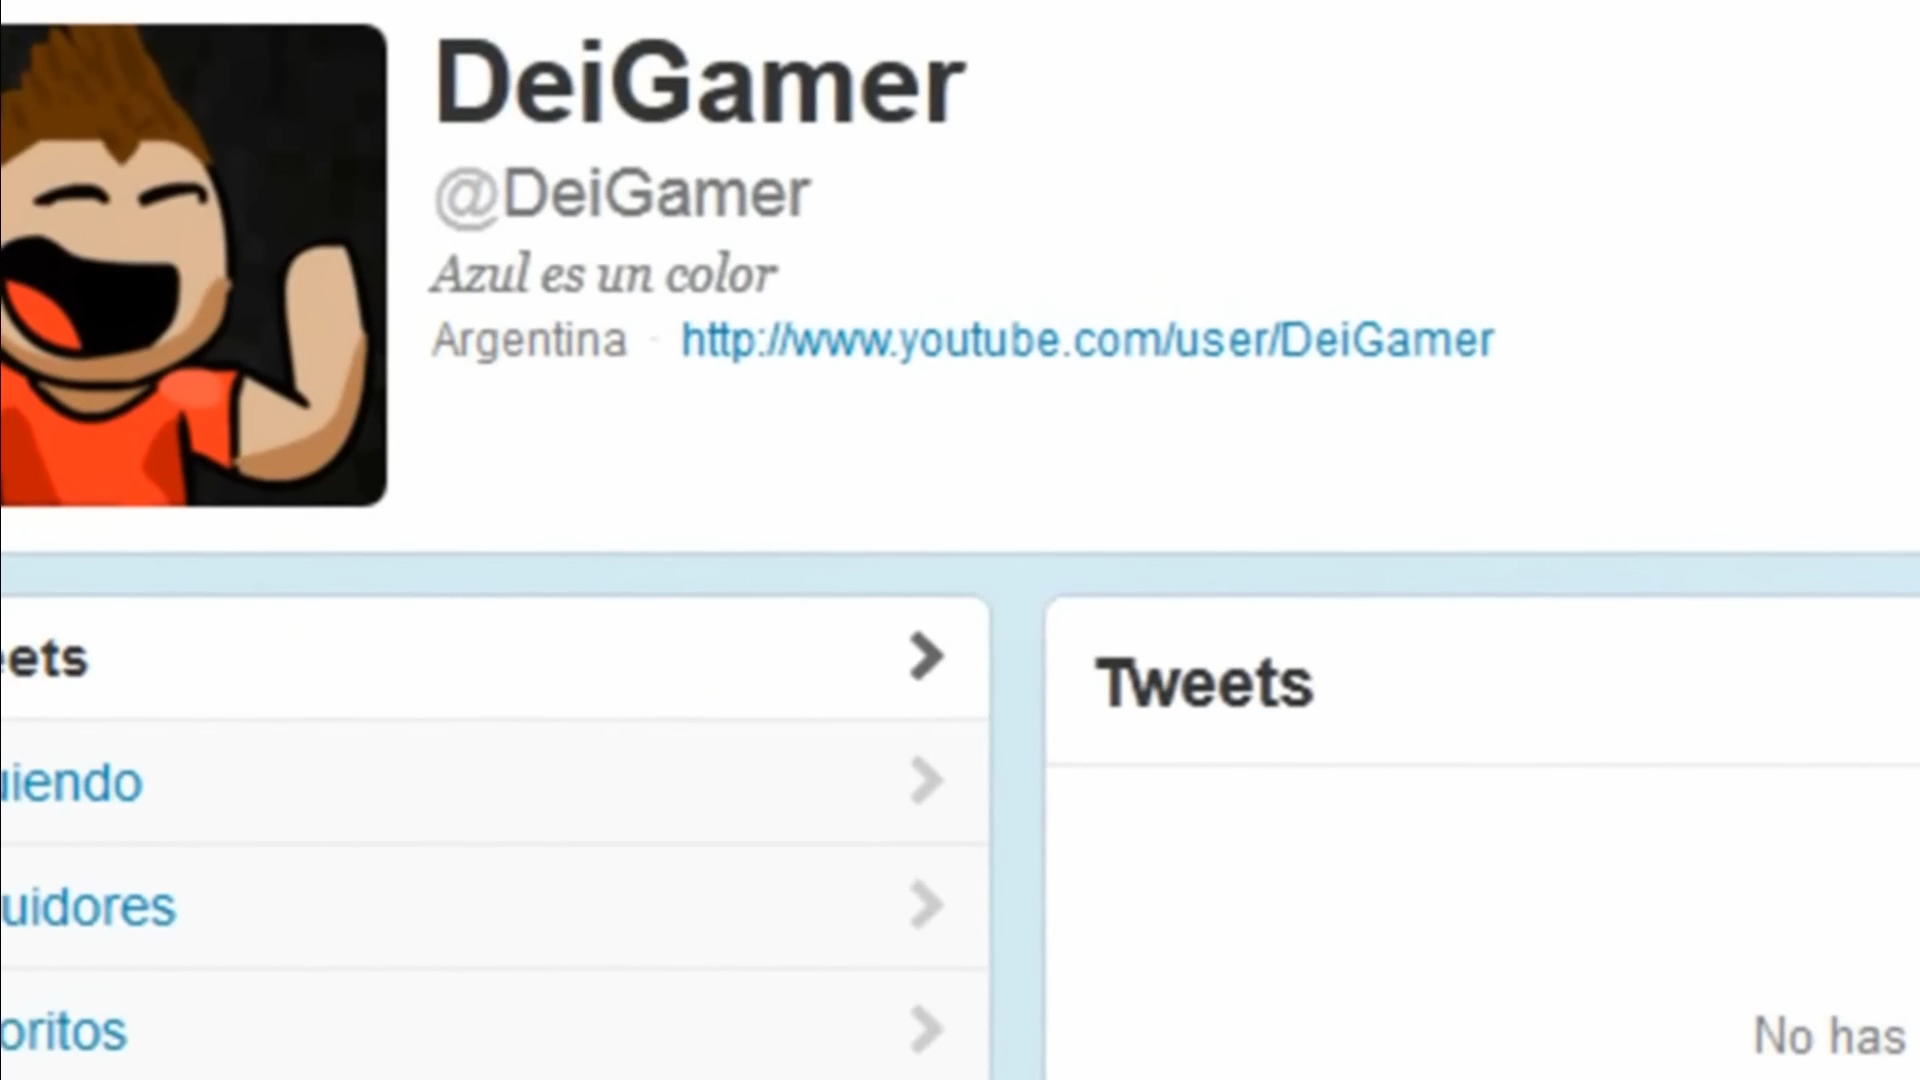 DeiGamer
@DeiGamer
Azul es un color
Argentina · http://www.youtube.com/user/DeiGamer
eets
uiendo
uidores
oritos
Tweets
No has